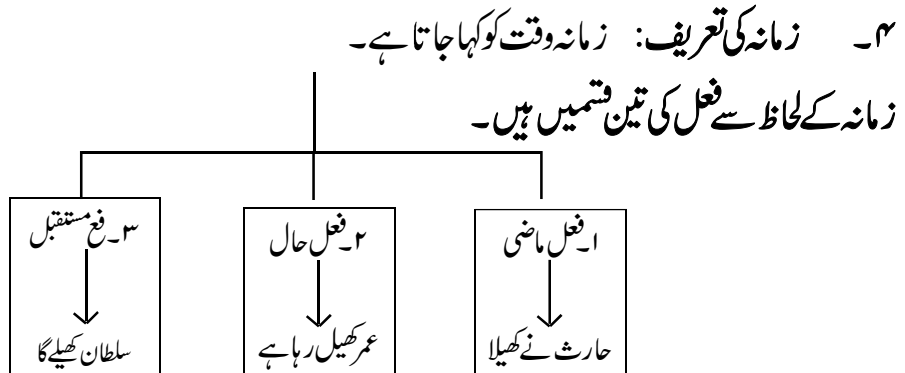 ۴۔ زمانہ کی تعریف: زمانہ وقت کو کہا جاتا ہے۔
زمانہ کے لحاظ سے فعل کی تین قسمیں ہیں۔
۱۔ فعل ماضی
حارث نے کھیلا
۲۔ فعل حال
عمر کھیل رہا ہے
۳۔ فع مستقبل
سلطان کھیلے گا